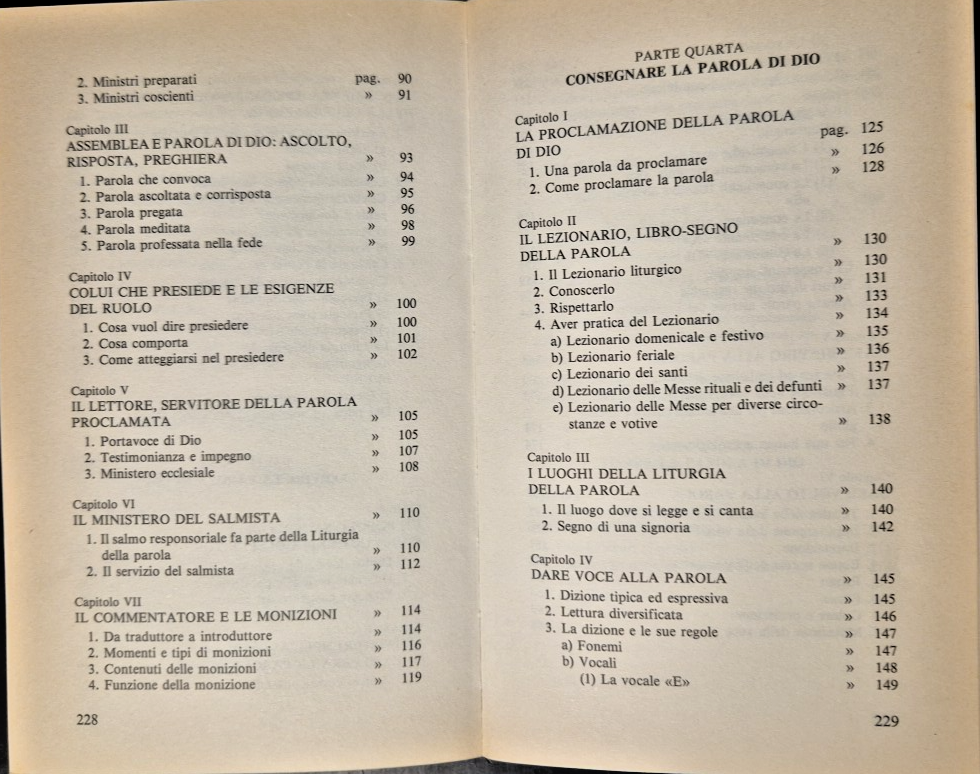 2. Ministri preparati pag. 90
3. Ministri coscienti » 91
Capitolo III
ASSEMBLEA E PAROLA DI DIO: ASCOLTO,
RISPOSTA, PREGHIERA » 93
1. Parola che convoca » 94
2. Parola ascoltata e corrisposta » 95
3. Parola pregata » 96
4. Parola meditata » 98
5. Parola professata nella fede » 99
Capitolo IV
COLUI CHE PRESIEDE E LE ESIGENZE
DEL RUOLO » 100
1. Cosa vuol dire presiedere » 100
2. Cosa comporta » 101
3. Come atteggiarsi nel presiedere » 102
Capitolo V
IL LETTORE, SERVITORE DELLA PAROLA
PROCLAMATA » 105
1. Portavoce di Dio » 105
2. Testimonianza e impegno » 107
3. Ministero ecclesiale » 108
Capitolo VI
IL MINISTERO DEL SALMISTA » 110
1. Il salmo responsoriale fa parte della Liturgia
della parola » 110
2. Il servizio del salmista » 112
Capitolo VII
IL COMMENTATORE E LE MONIZIONI » 114
1. Da traduttore a introduttore » 114
2. Momenti e tipi di monizioni » 116
3. Contenuti delle monizioni » 117
4. Funzione della monizione » 119
228
PARTE QUARTA
CONSEGNARE LA PAROLA DI DIO
Capitolo I
LA PROCLAMAZIONE DELLA PAROLA
DI DIO pag. 125
1. Una parola da proclamare » 126
2. Come proclamare la parola » 128
Capitolo II
IL LEZIONARIO, LIBRO-SEGNO
DELLA PAROLA » 130
1. Il Lezionario liturgico » 130
2. Conoscerlo » 131
3. Rispettarlo » 133
4. Aver pratica del Lezionario » 134
a) Lezionario domenicale e festivo » 135
b) Lezionario feriale » 136
c) Lezionario dei santi » 137
d) Lezionario delle Messe rituali e dei defunti » 137
e) Lezionario delle Messe per diverse circo-
stanze e votive » 138
Capitolo III
I LUOGHI DELLA LITURGIA
DELLA PAROLA » 140
1. Il luogo dove si legge e si canta » 140
2. Segno di una signoria » 142
Capitolo IV
DARE VOCE ALLA PAROLA » 145
1. Dizione tipica ed espressiva » 145
2. Lettura diversificata » 146
3. La dizione e le sue regole » 147
a) Fonemi » 147
b) Vocali » 148
(1) La vocale «E» » 149
229